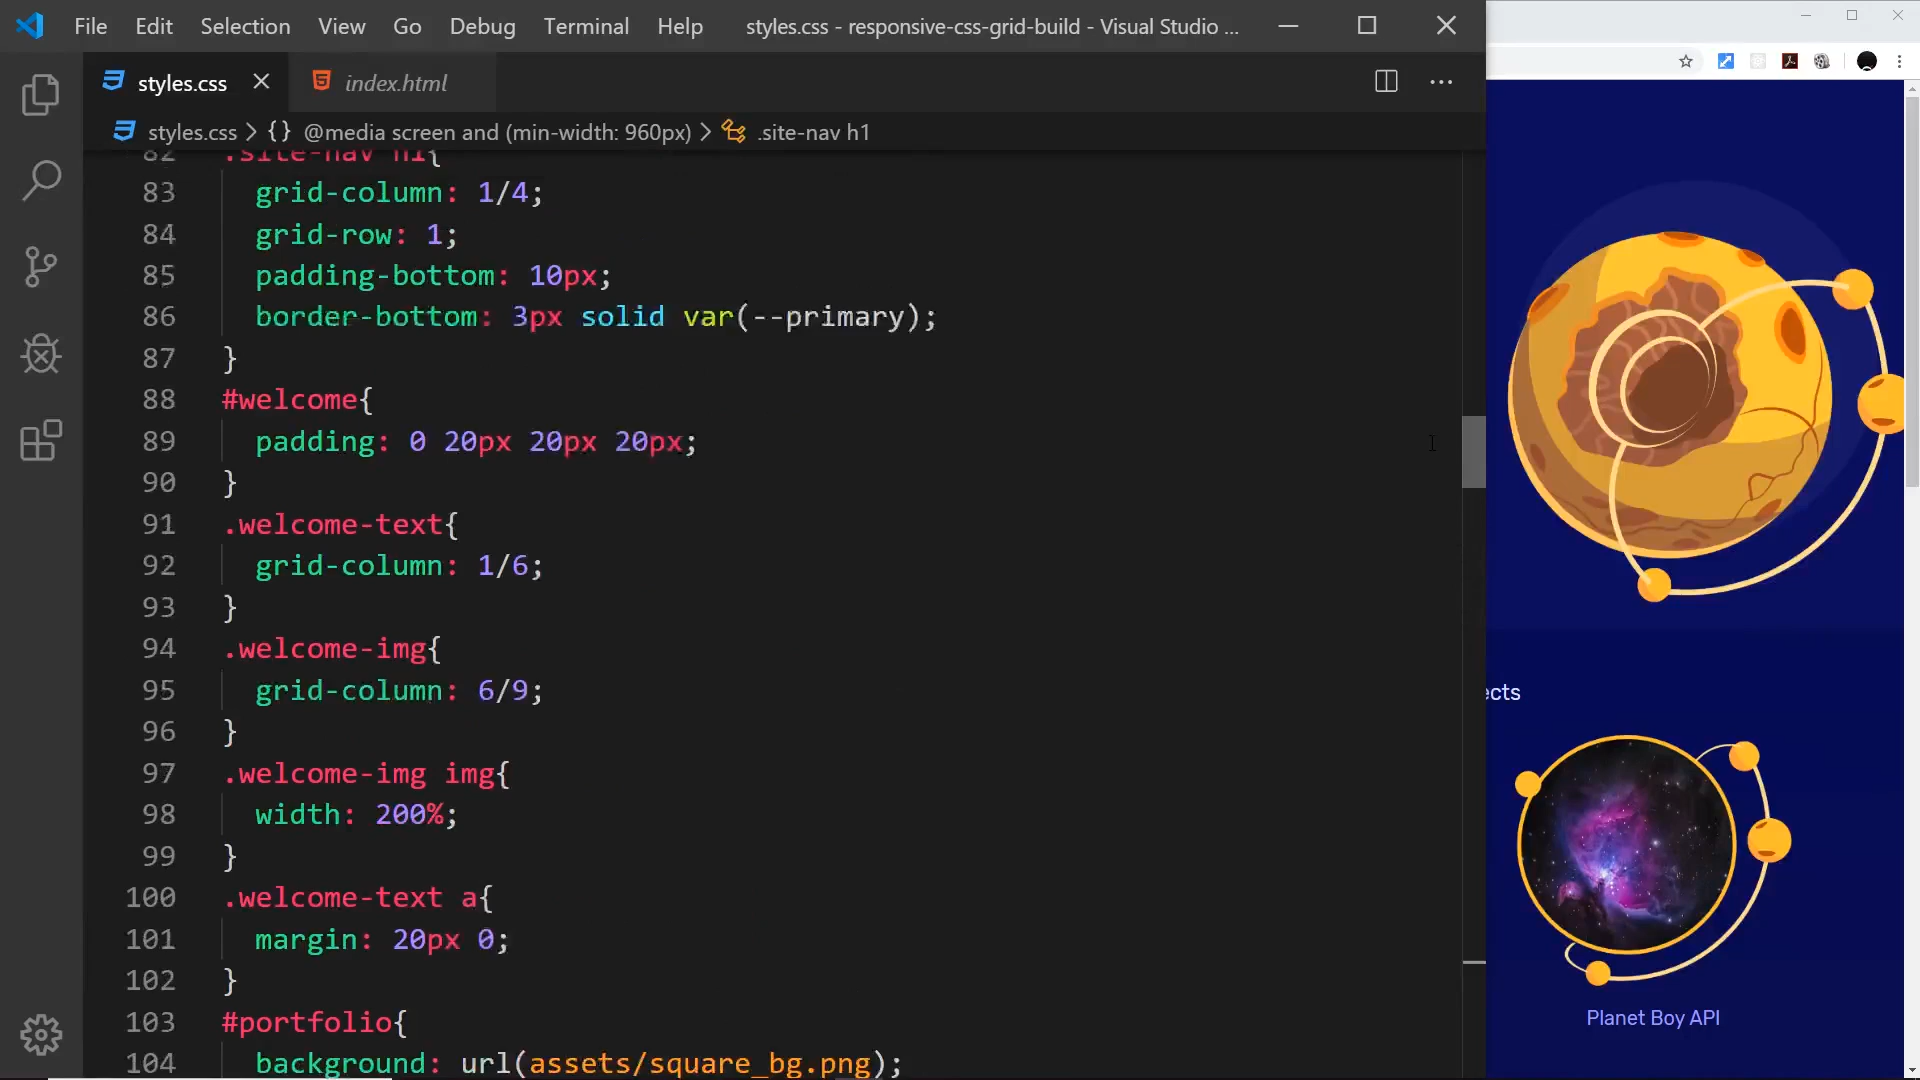 File Edit Selection View Go Debug Terminal Help styles.css - responsive-css-grid-build - Visual Studio ...
styles.css index.html
styles.css > {} @media screen and (min-width: 960px) > .site-nav h1
82 .site-nav h1{
83 grid-column: 1/4;
84 grid-row: 1;
85 padding-bottom: 10px;
86 border-bottom: 3px solid var(--primary);
87 }
88 #welcome{
89 padding: 0 20px 20px 20px;
90 }
91 .welcome-text{
92 grid-column: 1/6;
93 }
94 .welcome-img{
95 grid-column: 6/9;
96 }
97 .welcome-img img{
98 width: 200%;
99 }
100 .welcome-text a{
101 margin: 20px 0;
102 }
103 #portfolio{
104 background: url(assets/square_bg.png);
ects
Planet Boy API